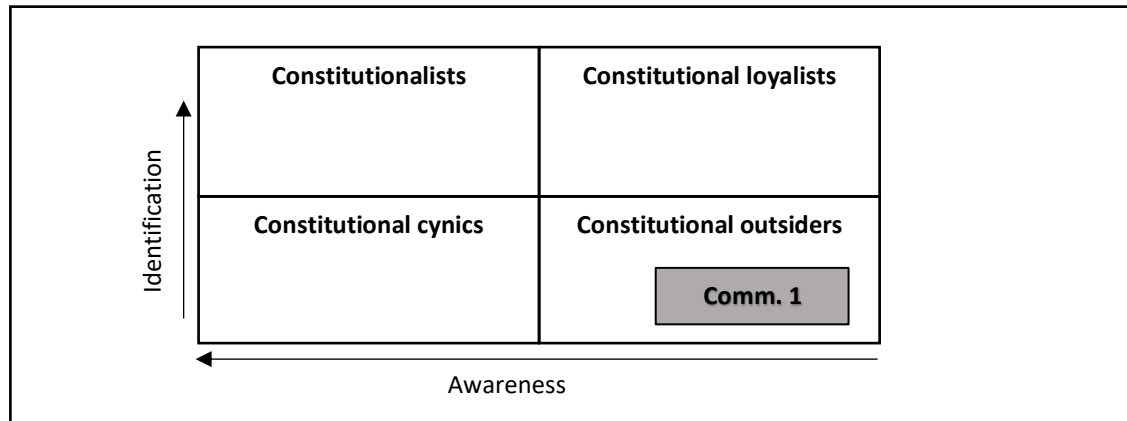 Constitutionalists
Constitutional loyalists
Identification
Constitutional cynics
Constitutional outsiders
Comm. 1
Awareness